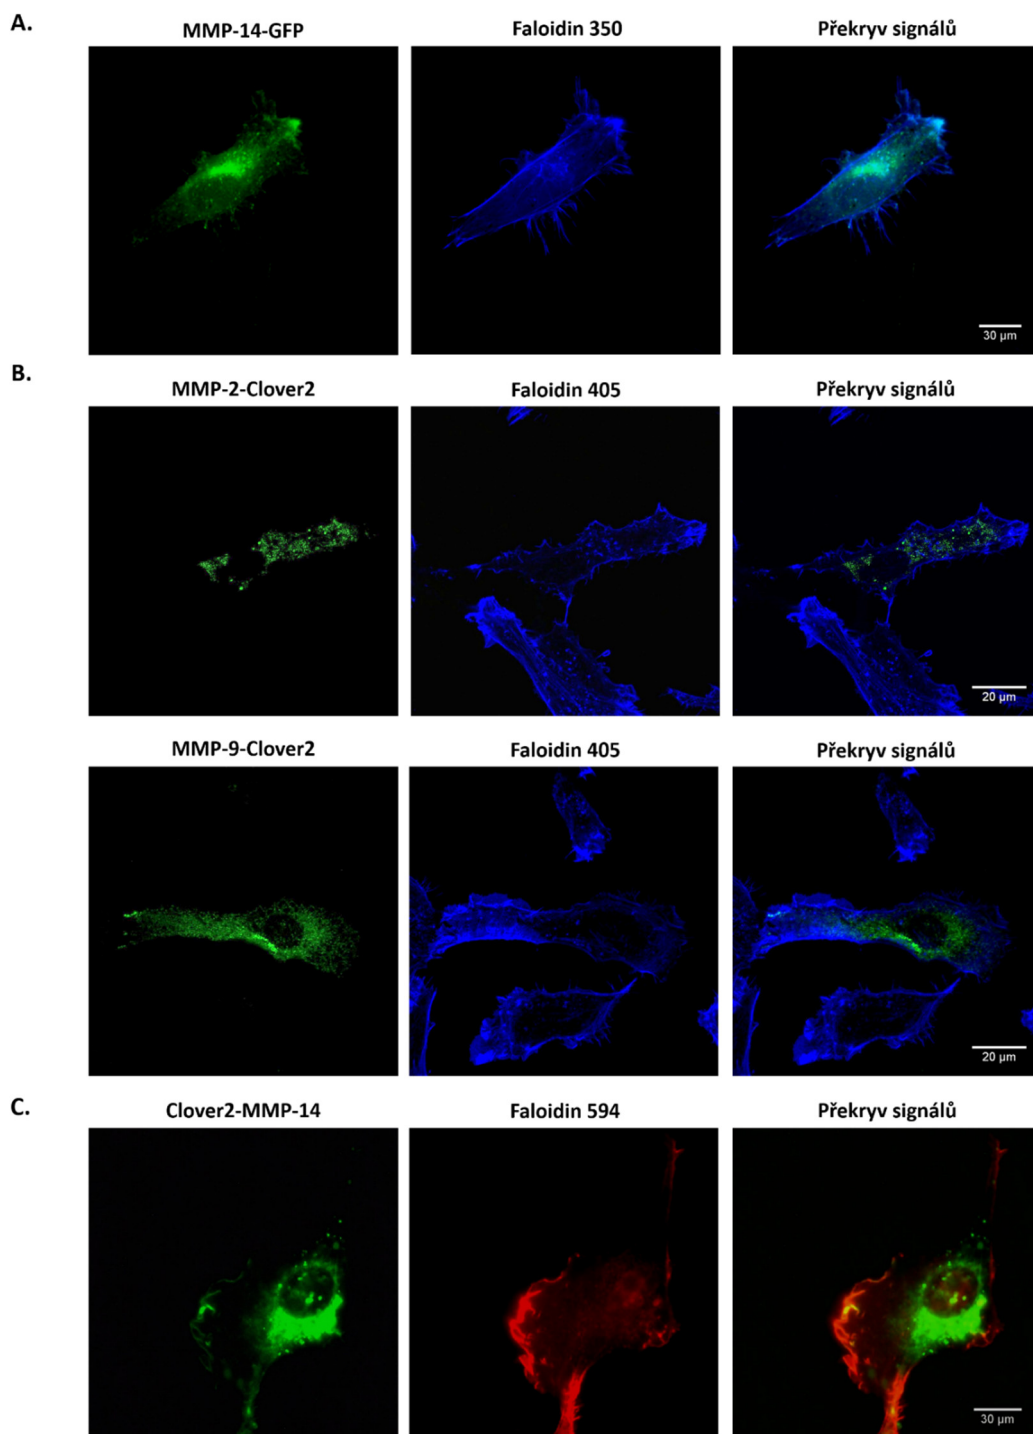 A.
MMP-14-GFP Faloidin 350 Překryv signálů
30 µm
B.
MMP-2-Clover2 Faloidin 405 Překryv signálů
20 µm
MMP-9-Clover2 Faloidin 405 Překryv signálů
20 µm
C.
Clover2-MMP-14 Faloidin 594 Překryv signálů
30 µm